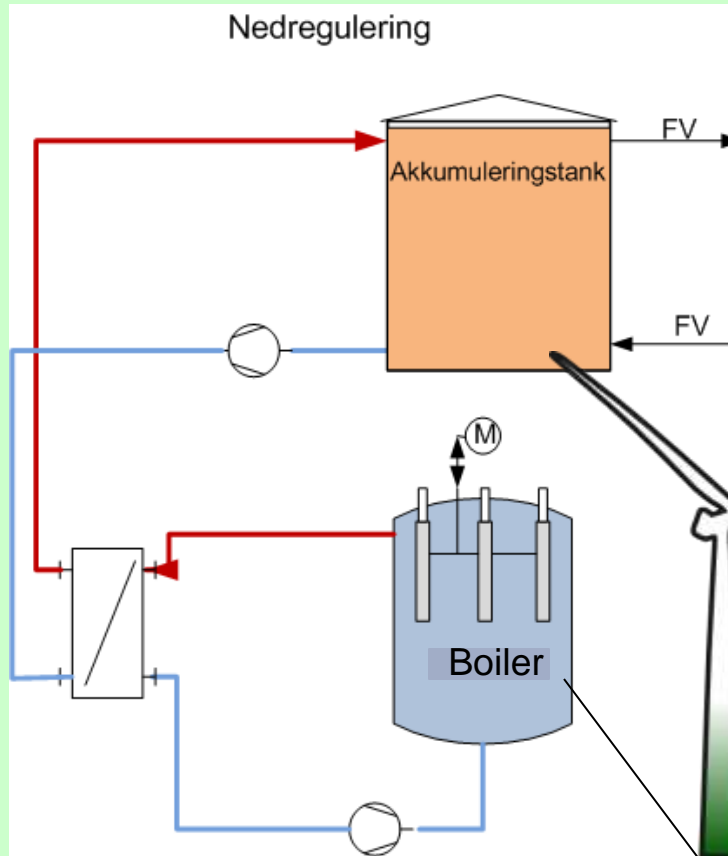 Nedregulering
FV
Akkumuleringstank
FV
M
Boiler